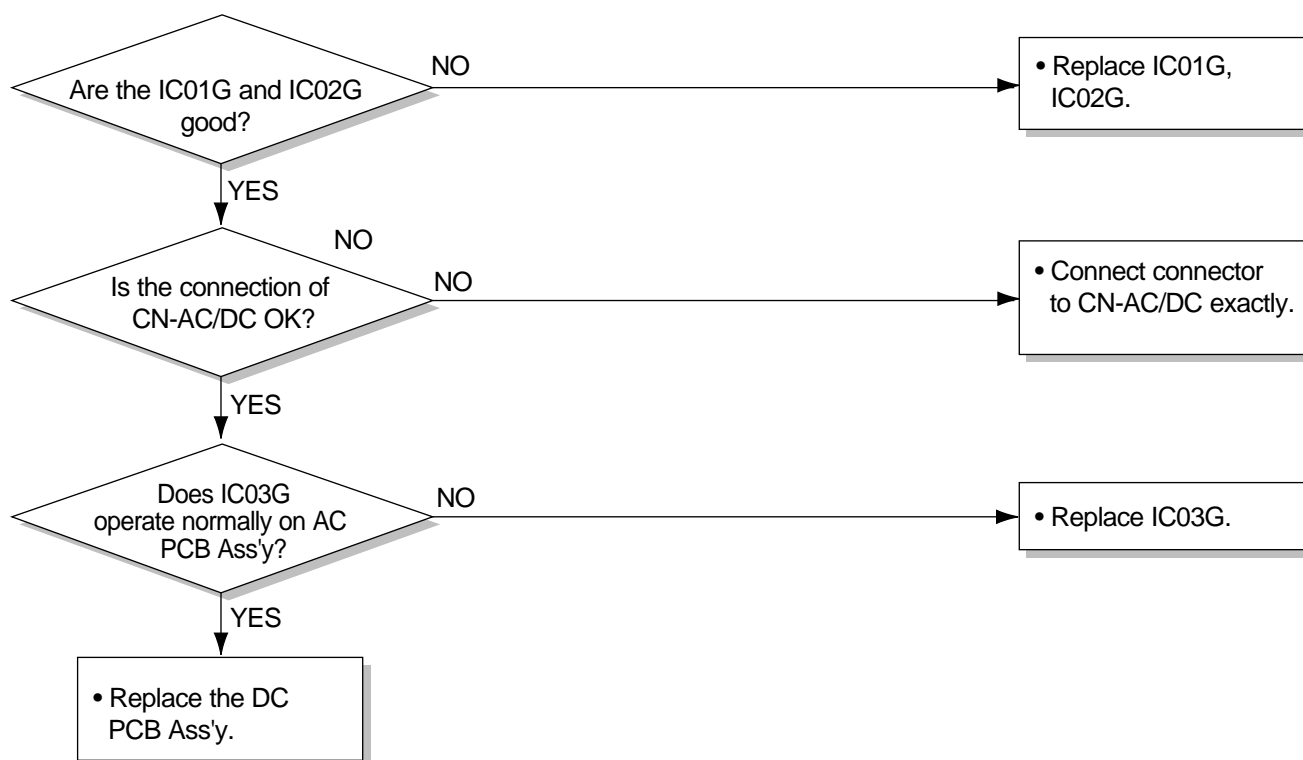 Are the IC01G and IC02G
good?
NO
• Replace IC01G,
IC02G.
YES
NO
Is the connection of
CN-AC/DC OK?
NO
• Connect connector
to CN-AC/DC exactly.
YES
Does IC03G
operate normally on AC
PCB Ass'y?
NO
• Replace IC03G.
YES
• Replace the DC
PCB Ass'y.